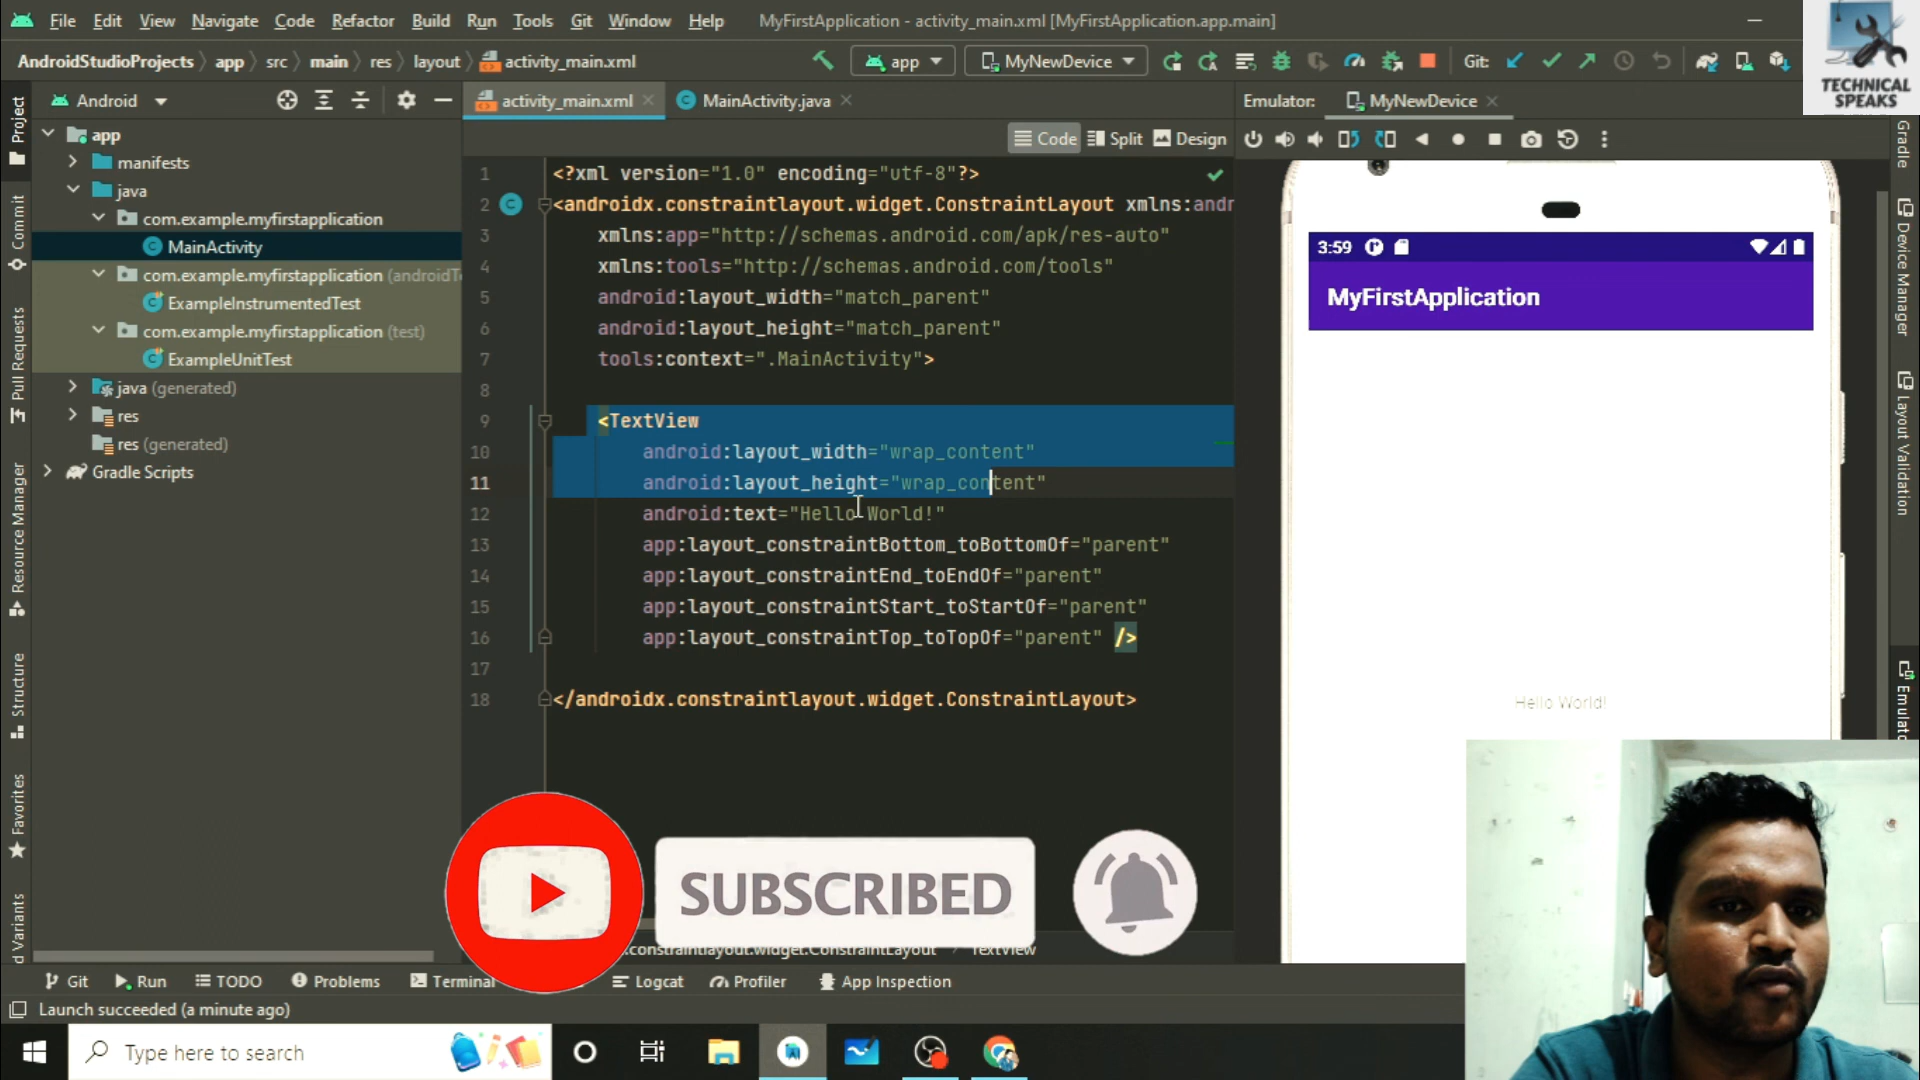 File Edit View Navigate Code Refactor Build Run Tools Git Window Help MyFirstApplication - activity_main.xml [MyFirstApplication.app.main]
TECHNICAL
SPEAKS
AndroidStudioProjects app src main res layout activity_main.xml app MyNewDevice Git:
Android activity_main.xml MainActivity.java Emulator: MyNewDevice
Code Split Design
app
manifests
java
com.example.myfirstapplication
MainActivity
com.example.myfirstapplication (androidTe
ExampleInstrumentedTest
com.example.myfirstapplication (test)
ExampleUnitTest
java (generated)
res
res (generated)
Gradle Scripts
Project
Commit
Pull Requests
Resource Manager
Structure
Favorites
d Variants
1 <?xml version="1.0" encoding="utf-8"?>
2 <androidx.constraintlayout.widget.ConstraintLayout xmlns:andr
3 xmlns:app="http://schemas.android.com/apk/res-auto"
4 xmlns:tools="http://schemas.android.com/tools"
5 android:layout_width="match_parent"
6 android:layout_height="match_parent"
7 tools:context=".MainActivity">
8
9 <TextView
10 android:layout_width="wrap_content"
11 android:layout_height="wrap_content"
12 android:text="Hello World!"
13 app:layout_constraintBottom_toBottomOf="parent"
14 app:layout_constraintEnd_toEndOf="parent"
15 app:layout_constraintStart_toStartOf="parent"
16 app:layout_constraintTop_toTopOf="parent" />
17
18 </androidx.constraintlayout.widget.ConstraintLayout>
3:59
MyFirstApplication
Hello World!
Gradle
Device Manager
Layout Validation
Emulato
SUBSCRIBED
.constraintlayout.widget.ConstraintLayout TextView
Git Run TODO Problems Terminal Logcat Profiler App Inspection
Launch succeeded (a minute ago)
Type here to search